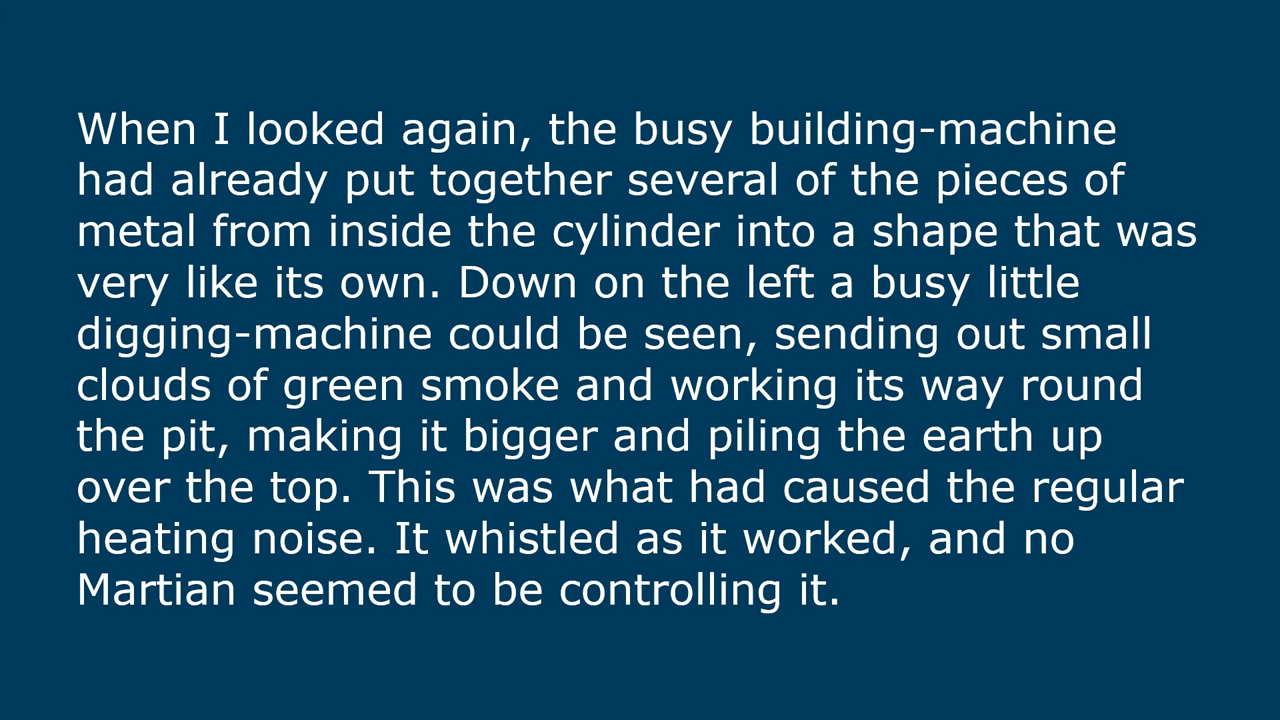 When I looked again, the busy building-machine
had already put together several of the pieces of
metal from inside the cylinder into a shape that was
very like its own. Down on the left a busy little
digging-machine could be seen, sending out small
clouds of green smoke and working its way round
the pit, making it bigger and piling the earth up
over the top. This was what had caused the regular
heating noise. It whistled as it worked, and no
Martian seemed to be controlling it.